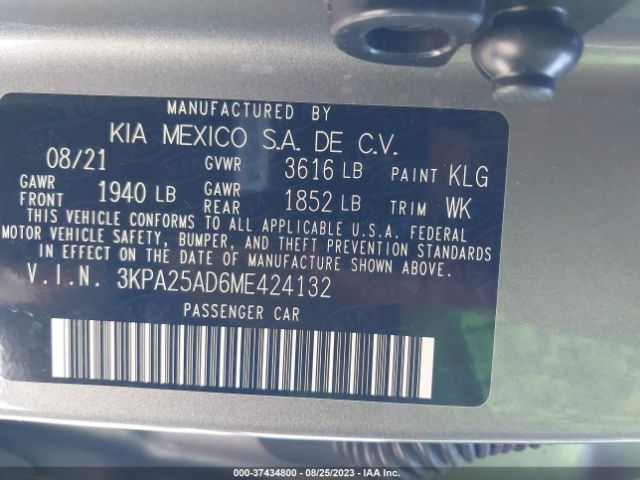 MANUFACTURED BY
KIA MEXICO S.A. DE C.V.
08/21 GVWR 3616 LB PAINT KLG
GAWR FRONT 1940 LB GAWR REAR 1852 LB TRIM WK
THIS VEHICLE CONFORMS TO ALL APPLICABLE U.S.A. FEDERAL
MOTOR VEHICLE SAFETY, BUMPER, AND THEFT PREVENTION STANDARDS
IN EFFECT ON THE DATE OF MANUFACTURE SHOWN ABOVE.
V.I.N. 3KPA25AD6ME424132
PASSENGER CAR
000-37434800 - 08/25/2023 - IAA Inc.